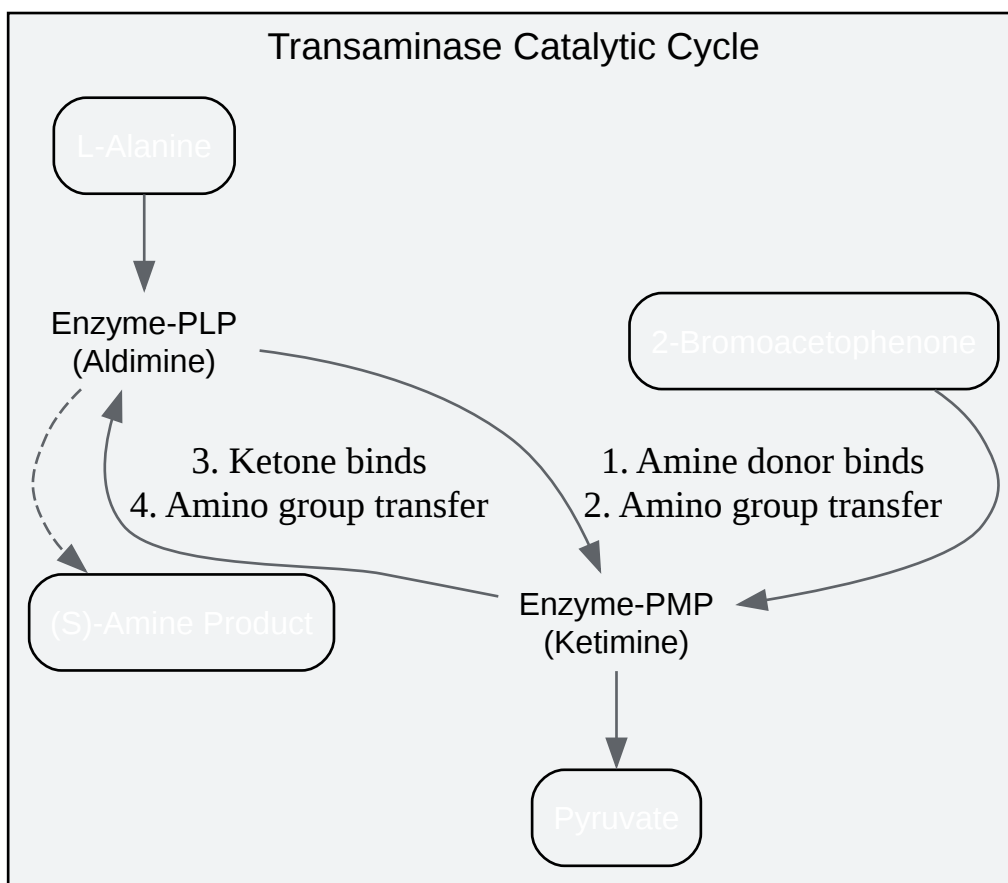 Transaminase Catalytic Cycle
L-Alanine
Enzyme-PLP
(Aldimine)
2-Bromoacetophenone
3. Ketone binds
4. Amino group transfer
1. Amine donor binds
2. Amino group transfer
(S)-Amine Product
Enzyme-PMP
(Ketimine)
Pyruvate